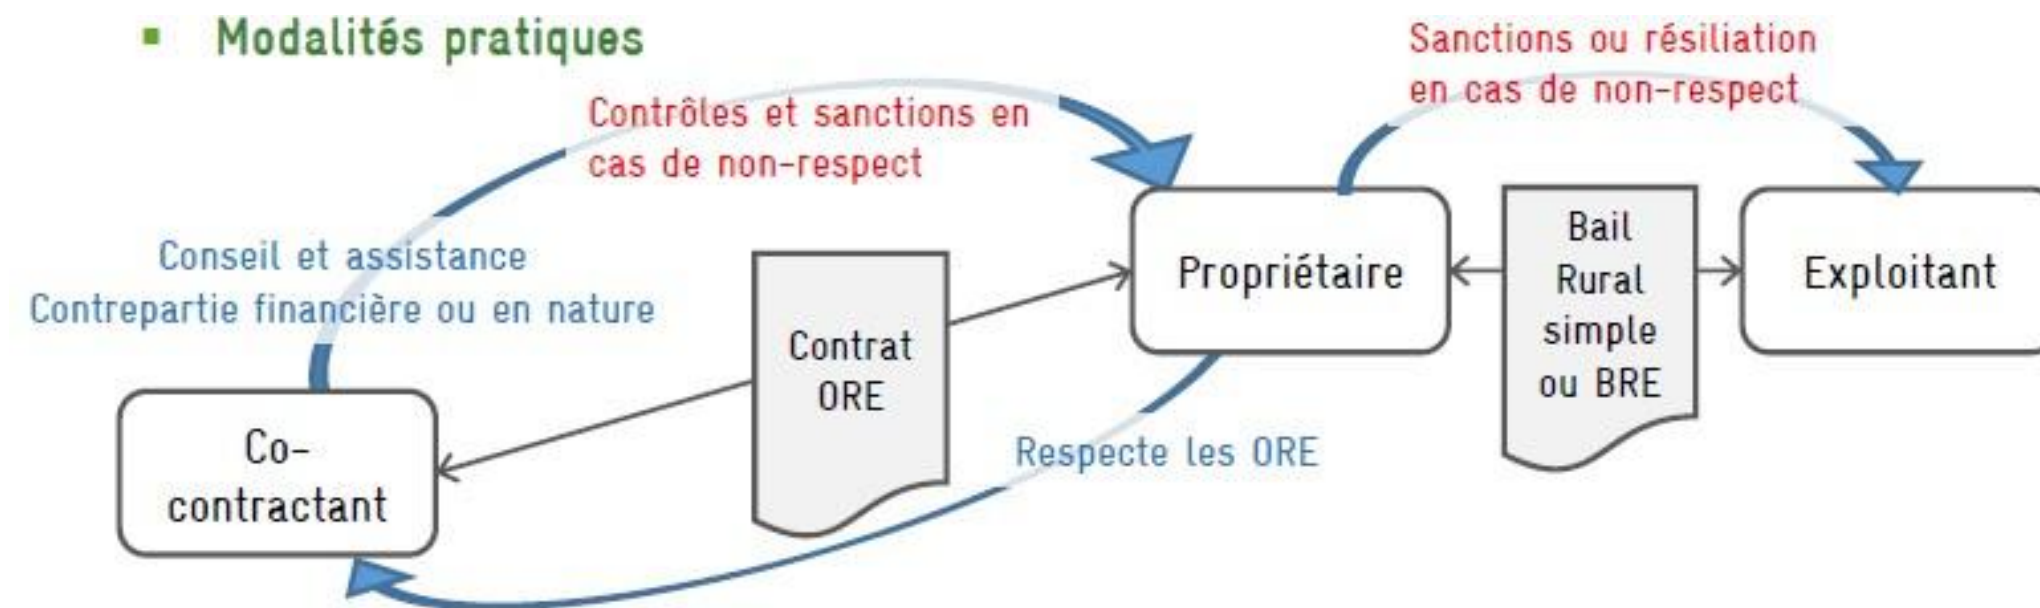 ▪ Modalités pratiques
Sanctions ou résiliation
en cas de non-respect
Contrôles et sanctions en
cas de non-respect
Conseil et assistance
Contrepartie financière ou en nature
Co-
contractant
Contrat
ORE
Propriétaire
Bail
Rural
simple
ou BRE
Exploitant
Respecte les ORE